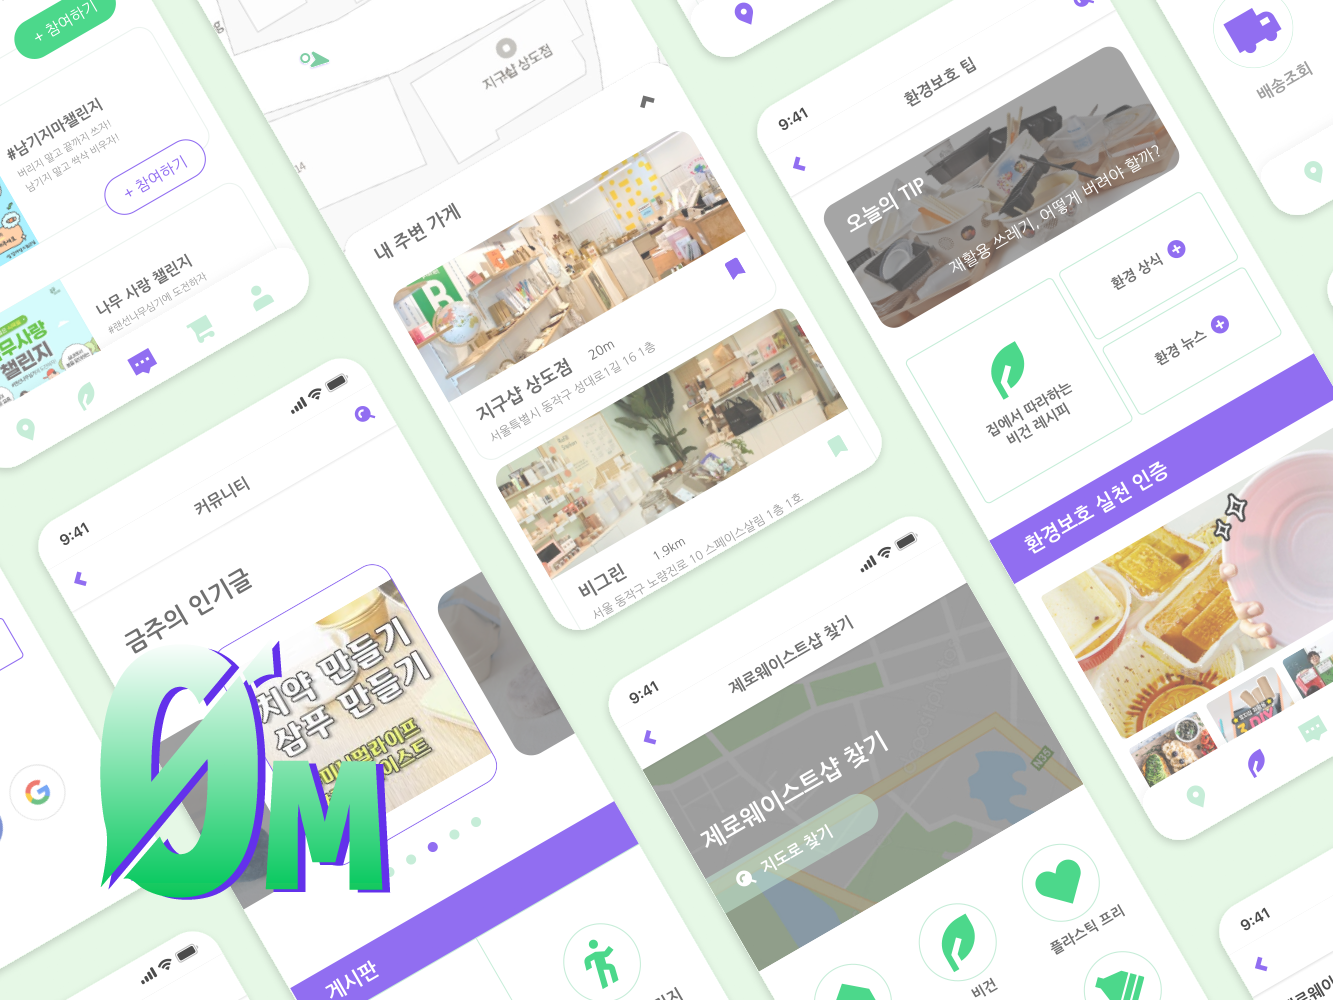 + 참여하기
#남기지마챌린지
버리지 말고 끝까지 쓰자!
남기지 말고 싹싹 비우자!
+ 참여하기
나무 사랑 챌린지
#랜선나무심기에 도전하자
무사랑
챌린지
지구샵 상도점
14
내 주변 가게
B
지구샵 상도점 20m
서울특별시 동작구 성대로1길 16 1층
비그린 1.9km
서울 동작구 노량진로 10 스페이스살림 1층 1호
9:41
환경보호 팁
오늘의 TIP
재활용 쓰레기, 어떻게 버려야 할까?
집에서 따라하는
비건 레시피
환경 상식
환경 뉴스
환경보호 실천 인증
DIY
배송조회
9:41
커뮤니티
금주의 인기글
치약 만들기
샴푸 만들기
게시판
G
0M
9:41
제로웨이스트샵 찾기
제로웨이스트샵 찾기
지도로 찾기
N35
비건
플라스틱 프리
9:41